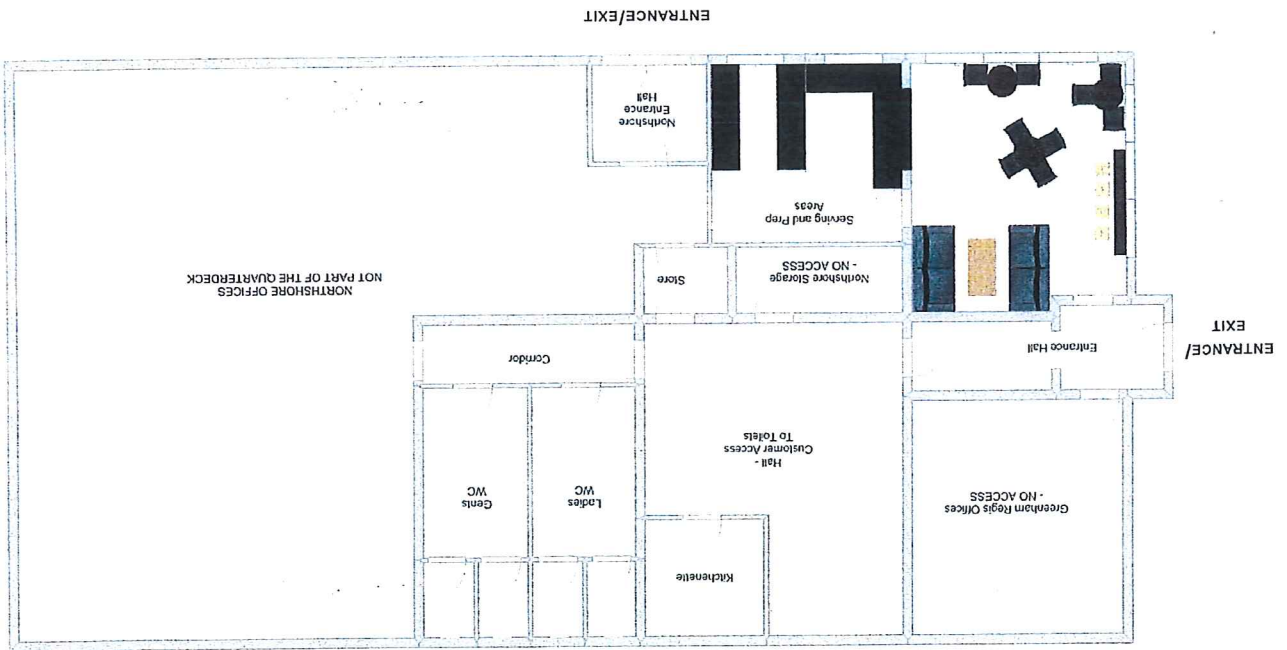 Kitchenette
Greenham Regis Offices
- NO ACCESS
Ladies
WC
Gents
WC
Hall -
Customer Access
To Toilets
Corridor
Entrance Hall
ENTRANCE/
EXIT
Northshore Storage
- NO ACCESS
Store
NORTHSHORE OFFICES
NOT PART OF THE QUARTERDECK
Serving and Prep
Areas
Northshore
Entrance
Hall
ENTRANCE/EXIT